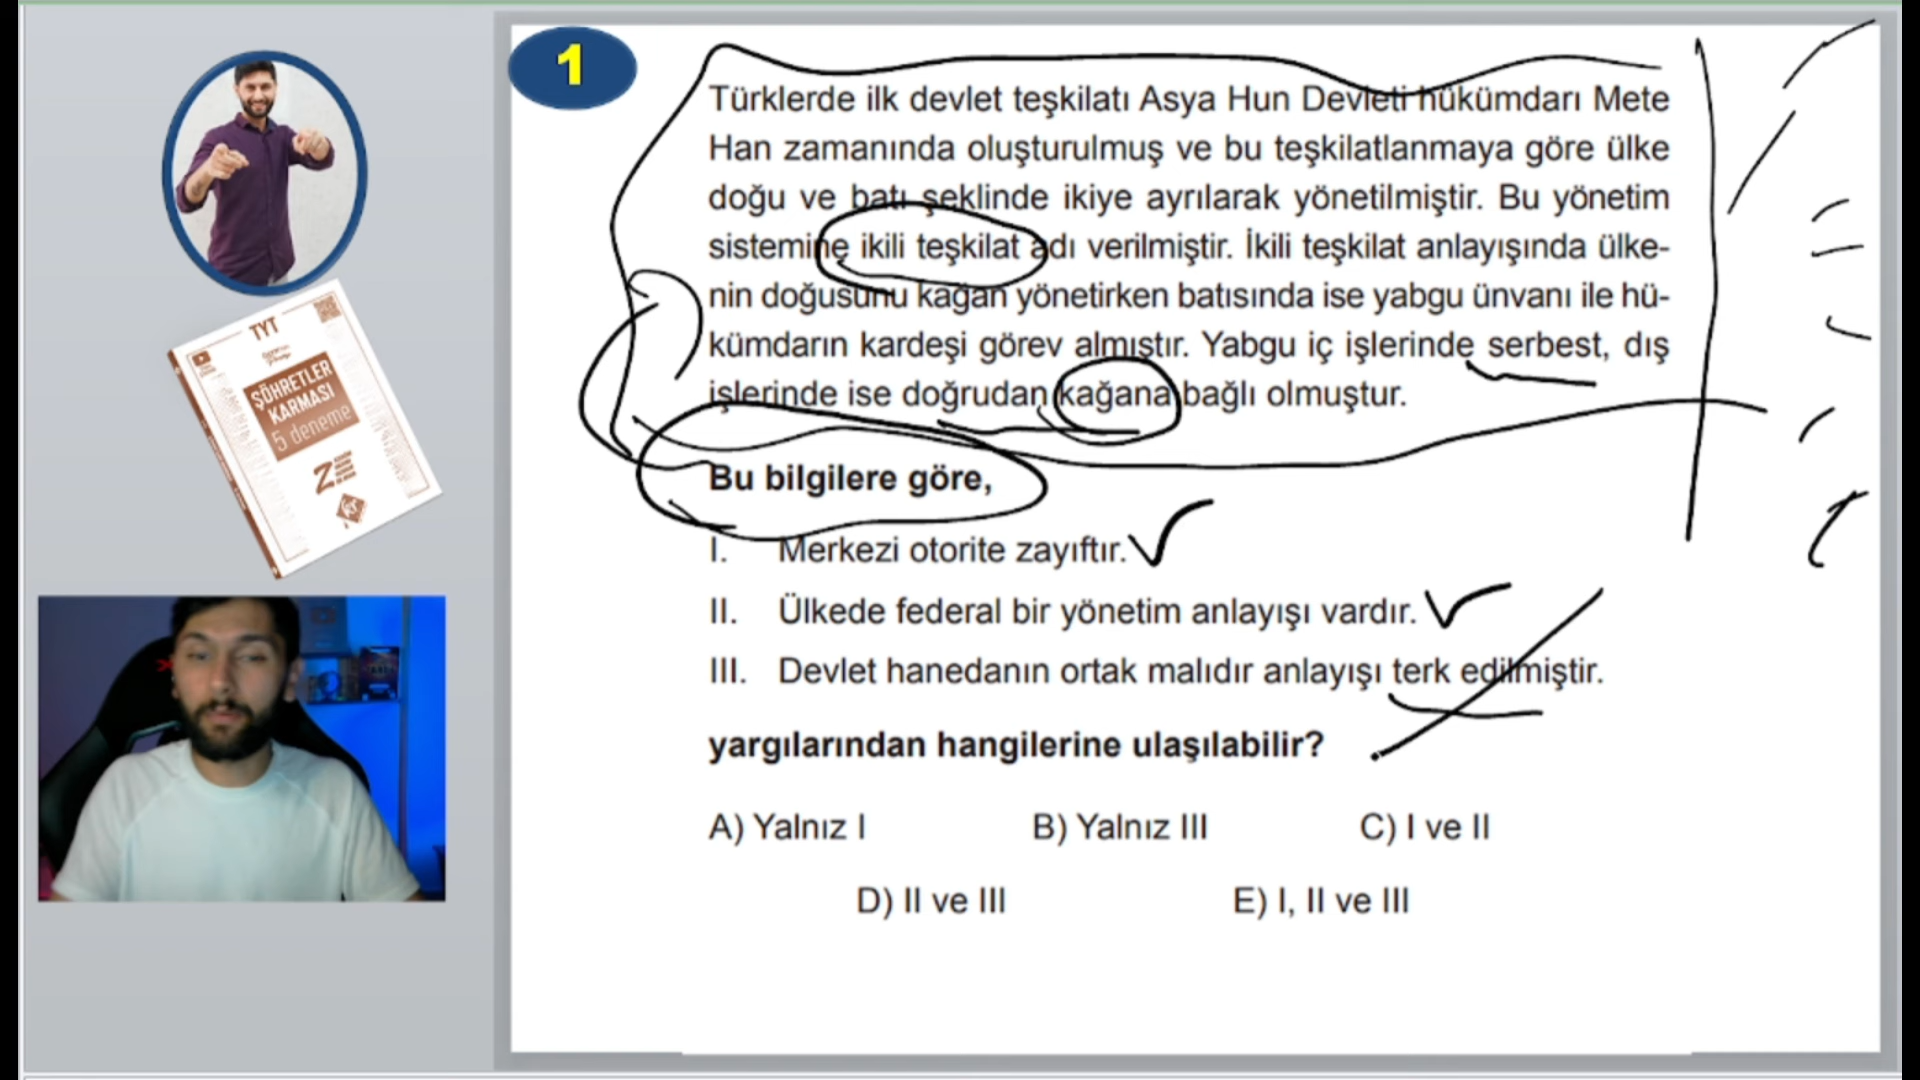 1
Türklerde ilk devlet teşkilatı Asya Hun Devleti hükümdarı Mete
Han zamanında oluşturulmuş ve bu teşkilatlanmaya göre ülke
doğu ve batı şeklinde ikiye ayrılarak yönetilmiştir. Bu yönetim
sistemine ikili teşkilat adı verilmiştir. İkili teşkilat anlayışında ülke-
nin doğusunu kağan yönetirken batısında ise yabgu ünvanı ile hü-
kümdarın kardeşi görev almıştır. Yabgu iç işlerinde serbest, dış
işlerinde ise doğrudan kağana bağlı olmuştur.
Bu bilgilere göre,
I. Merkezi otorite zayıftır.
II. Ülkede federal bir yönetim anlayışı vardır.
III. Devlet hanedanın ortak malıdır anlayışı terk edilmiştir.
yargılarından hangilerine ulaşılabilir?
A) Yalnız I B) Yalnız III C) I ve II
D) II ve III E) I, II ve III
TYT
ŞÖHRETLER
KARMASI
5 deneme